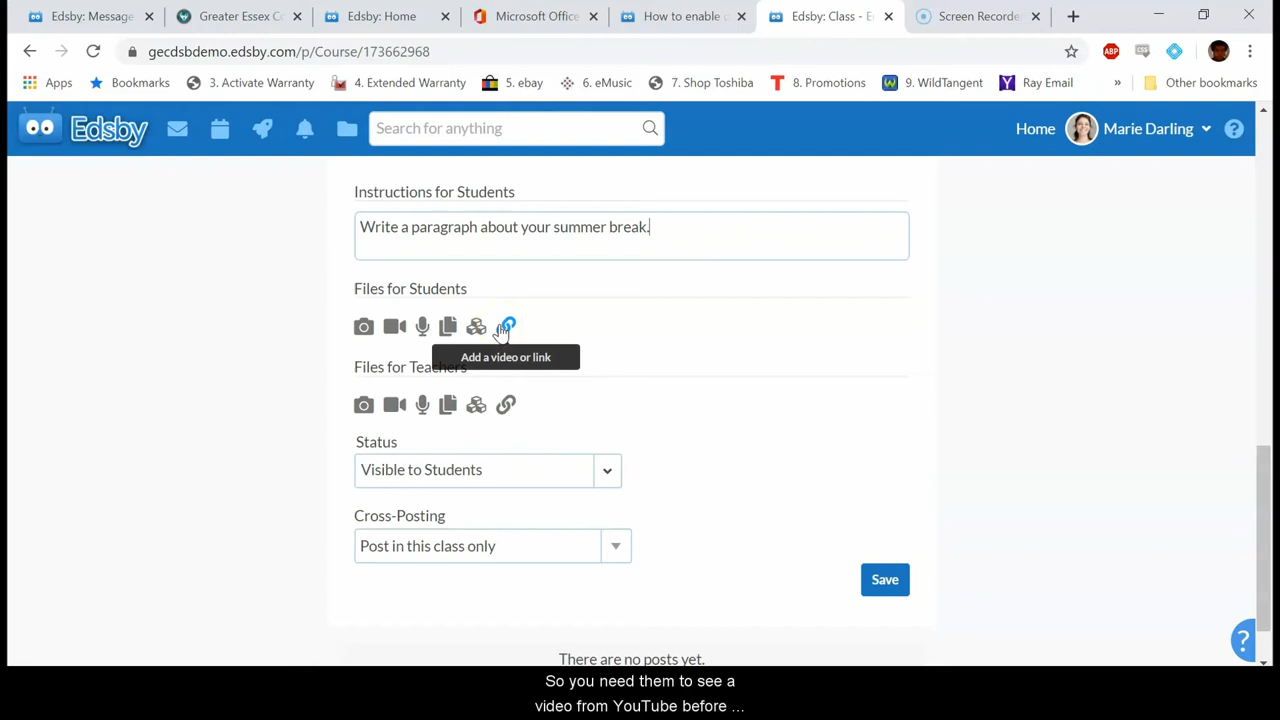 Edsby: Message
Greater Essex Co
Edsby: Home
Microsoft Office
How to enable c
Edsby: Class - E
Screen Recorde
gecdsbdemo.edsby.com/p/Course/173662968
ABP
CSS
Apps
Bookmarks
3. Activate Warranty
4. Extended Warranty
5. ebay
6. eMusic
7. Shop Toshiba
8. Promotions
9. WildTangent
Ray Email
»
Other bookmarks
Edsby
Search for anything
Home
Marie Darling
?
Instructions for Students
Write a paragraph about your summer break.
Files for Students
Add a video or link
Files for Teachers
Status
Visible to Students
Cross-Posting
Post in this class only
Save
?
There are no posts yet.
So you need them to see a
video from YouTube before ...